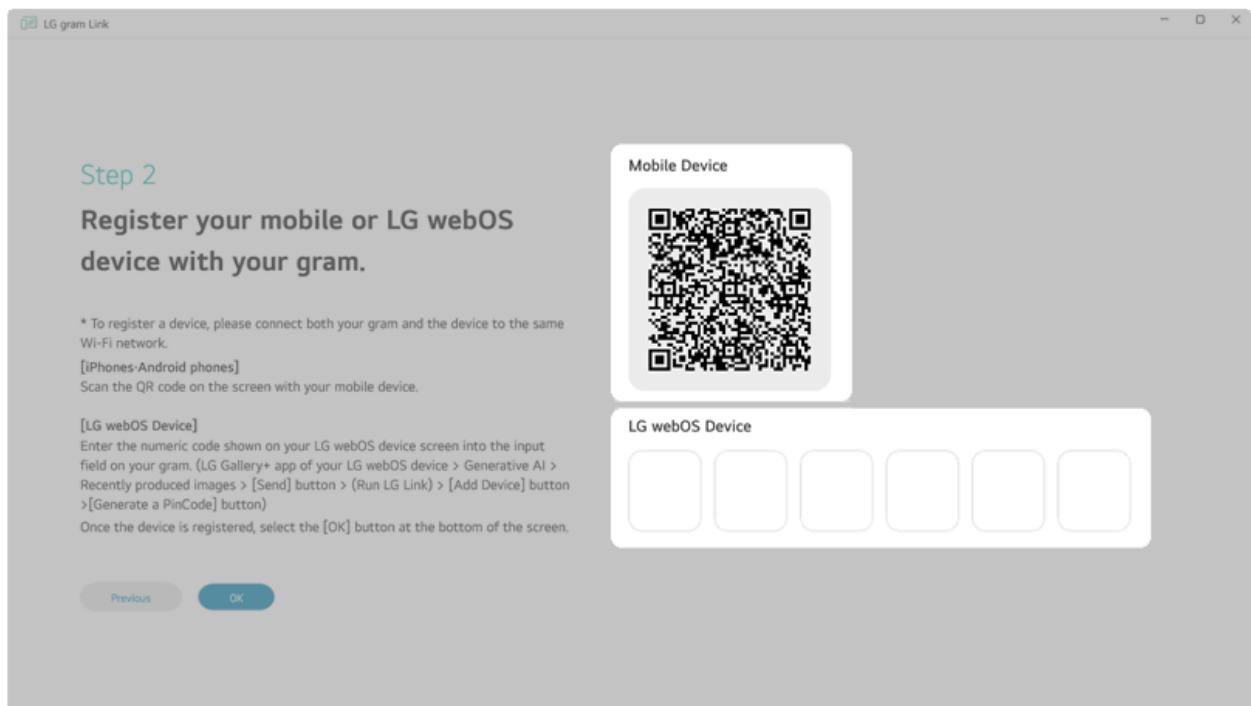 LG gram Link
Step 2
Register your mobile or LG webOS
device with your gram.
* To register a device, please connect both your gram and the device to the same
Wi-Fi network.
[iPhones·Android phones]
Scan the QR code on the screen with your mobile device.
[LG webOS Device]
Enter the numeric code shown on your LG webOS device screen into the input
field on your gram. (LG Gallery+ app of your LG webOS device > Generative AI >
Recently produced images > [Send] button > (Run LG Link) > [Add Device] button
>[Generate a PinCode] button)
Once the device is registered, select the [OK] button at the bottom of the screen.
Previous
OK
Mobile Device
LG webOS Device